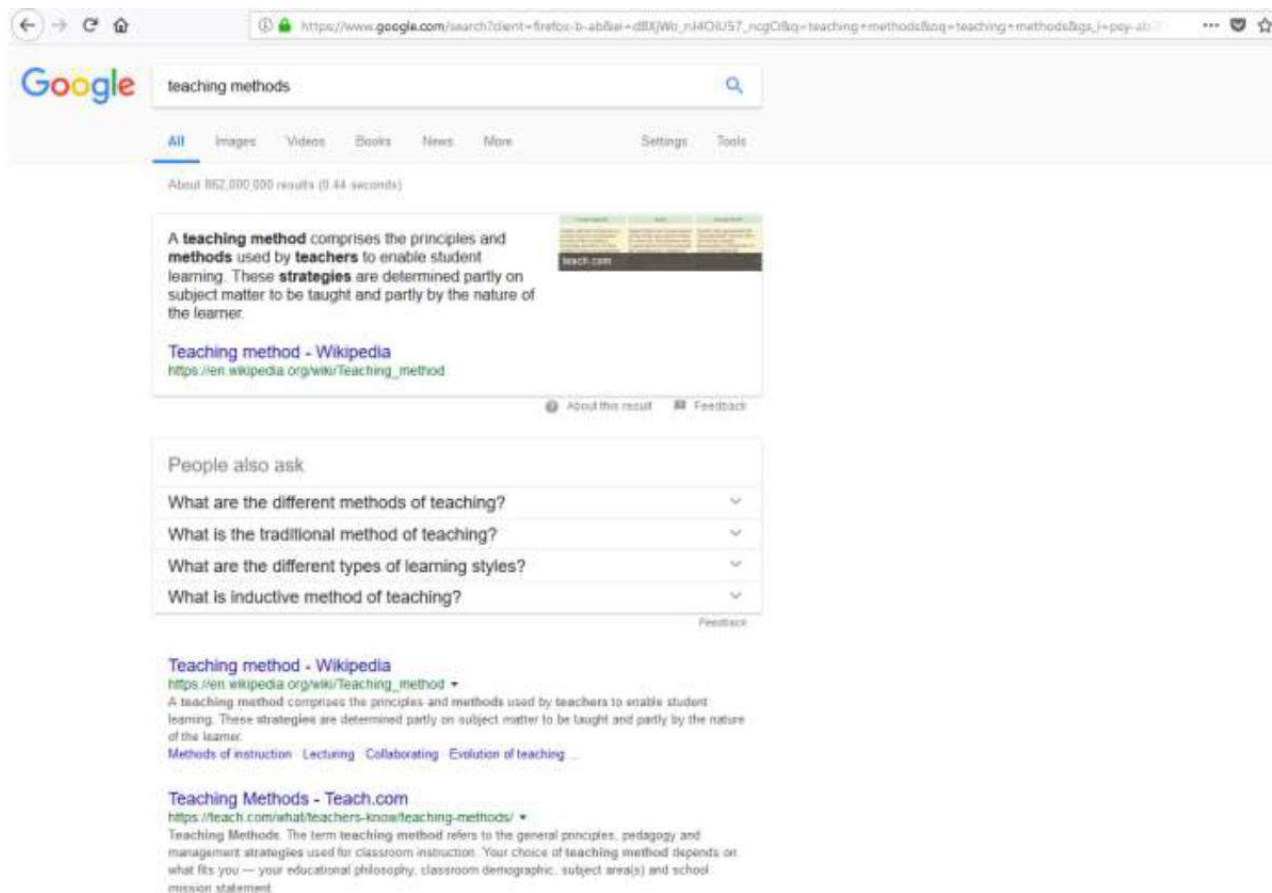 https://www.google.com/search?client=firefox-b-ab&ei=
q=teaching+methods&oq=teaching+methods&gs_l=psy-ab
Google
teaching methods
All Images Videos Books News More Settings Tools
About 862,000,000 results (0.44 seconds)
A teaching method comprises the principles and
methods used by teachers to enable student
learning. These strategies are determined partly on
subject matter to be taught and partly by the nature of
the learner.
teach.com
Teaching method - Wikipedia
https://en.wikipedia.org/wiki/Teaching_method
About this result Feedback
People also ask
What are the different methods of teaching?
What is the traditional method of teaching?
What are the different types of learning styles?
What is inductive method of teaching?
Feedback
Teaching method - Wikipedia
https://en.wikipedia.org/wiki/Teaching_method
A teaching method comprises the principles and methods used by teachers to enable student
learning. These strategies are determined partly on subject matter to be taught and partly by the nature
of the learner.
Methods of instruction · Lecturing · Collaborating · Evolution of teaching ...
Teaching Methods - Teach.com
https://teach.com/what/teachers-know/teaching-methods/
Teaching Methods. The term teaching method refers to the general principles, pedagogy and
management strategies used for classroom instruction. Your choice of teaching method depends on
what fits you — your educational philosophy, classroom demographic, subject area(s) and school
mission statement